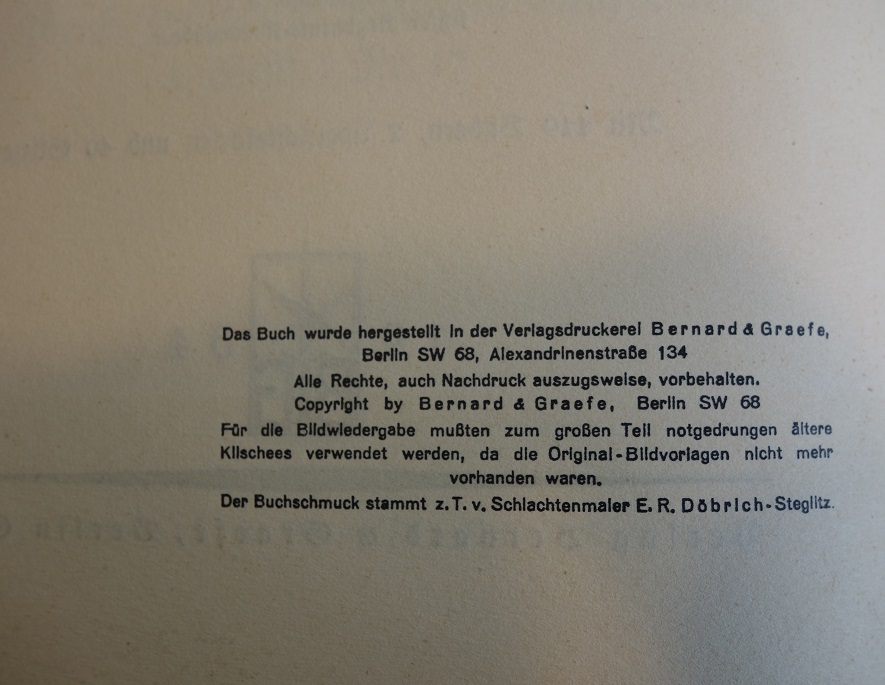 Das Buch wurde hergestellt in der Verlagsdruckerei Bernard & Graefe,
Berlin SW 68, Alexandrinenstraße 134
Alle Rechte, auch Nachdruck auszugsweise, vorbehalten.
Copyright by Bernard & Graefe, Berlin SW 68
Für die Bildwiedergabe mußten zum großen Teil notgedrungen ältere
Klischees verwendet werden, da die Original-Bildvorlagen nicht mehr
vorhanden waren.
Der Buchschmuck stammt z. T. v. Schlachtenmaler E. R. Döbrich-Steglitz.